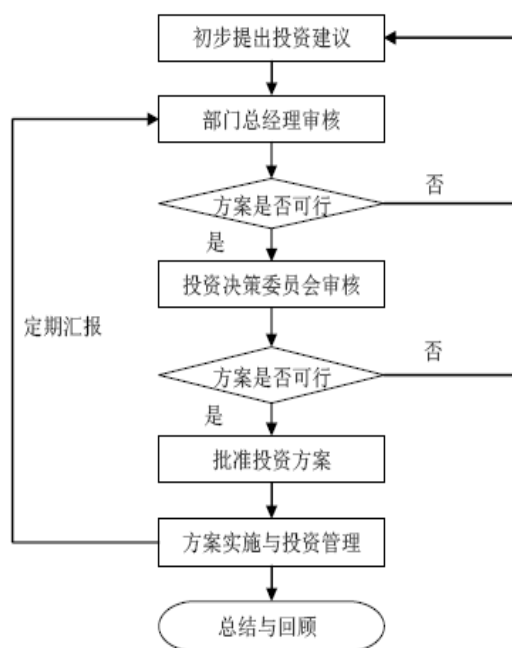 初步提出投资建议
部门总经理审核
方案是否可行
否
是
投资决策委员会审核
定期汇报
方案是否可行
否
是
批准投资方案
方案实施与投资管理
总结与回顾